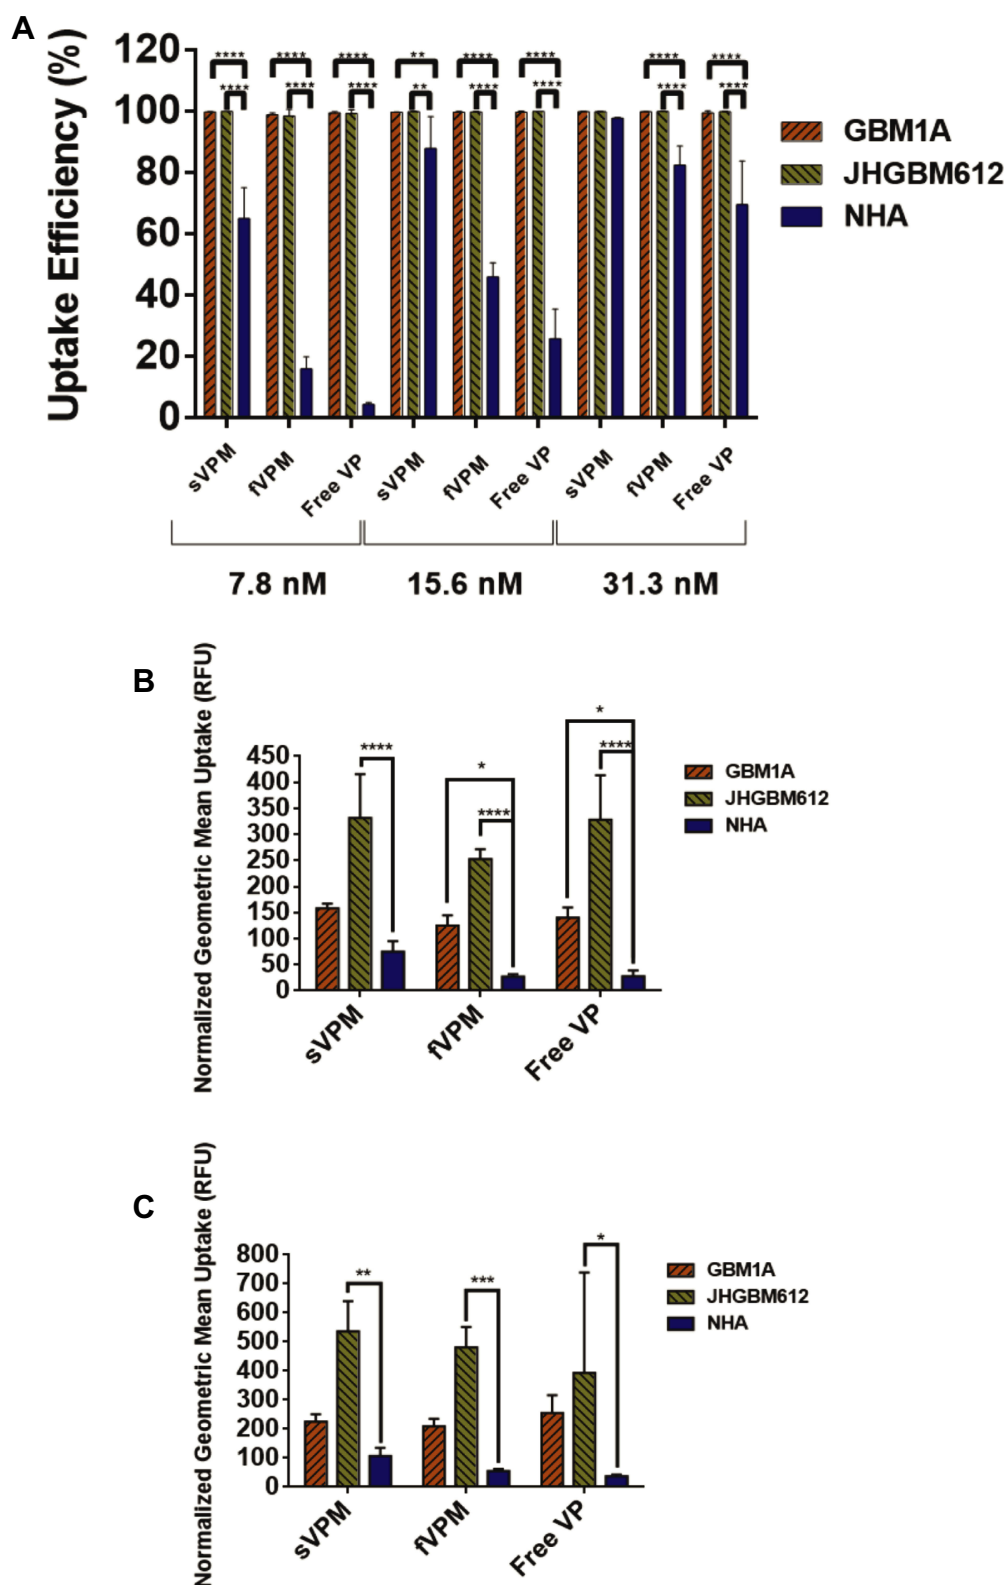 A
Uptake Efficiency (%)
120
100
80
60
40
20
0
**** **** **** ** **** **** **** ****
**** **** **** ** **** **** **** ****
GBM1A
JHGBM612
NHA
sVPM fVPM Free VP sVPM fVPM Free VP sVPM fVPM Free VP
7.8 nM 15.6 nM 31.3 nM
B
Normalized Geometric Mean Uptake (RFU)
450
400
350
300
250
200
150
100
50
0
*
**** * ****
****
GBM1A
JHGBM612
NHA
sVPM fVPM Free VP
C
Normalized Geometric Mean Uptake (RFU)
800
700
600
500
400
300
200
100
0
** *** *
GBM1A
JHGBM612
NHA
sVPM fVPM Free VP